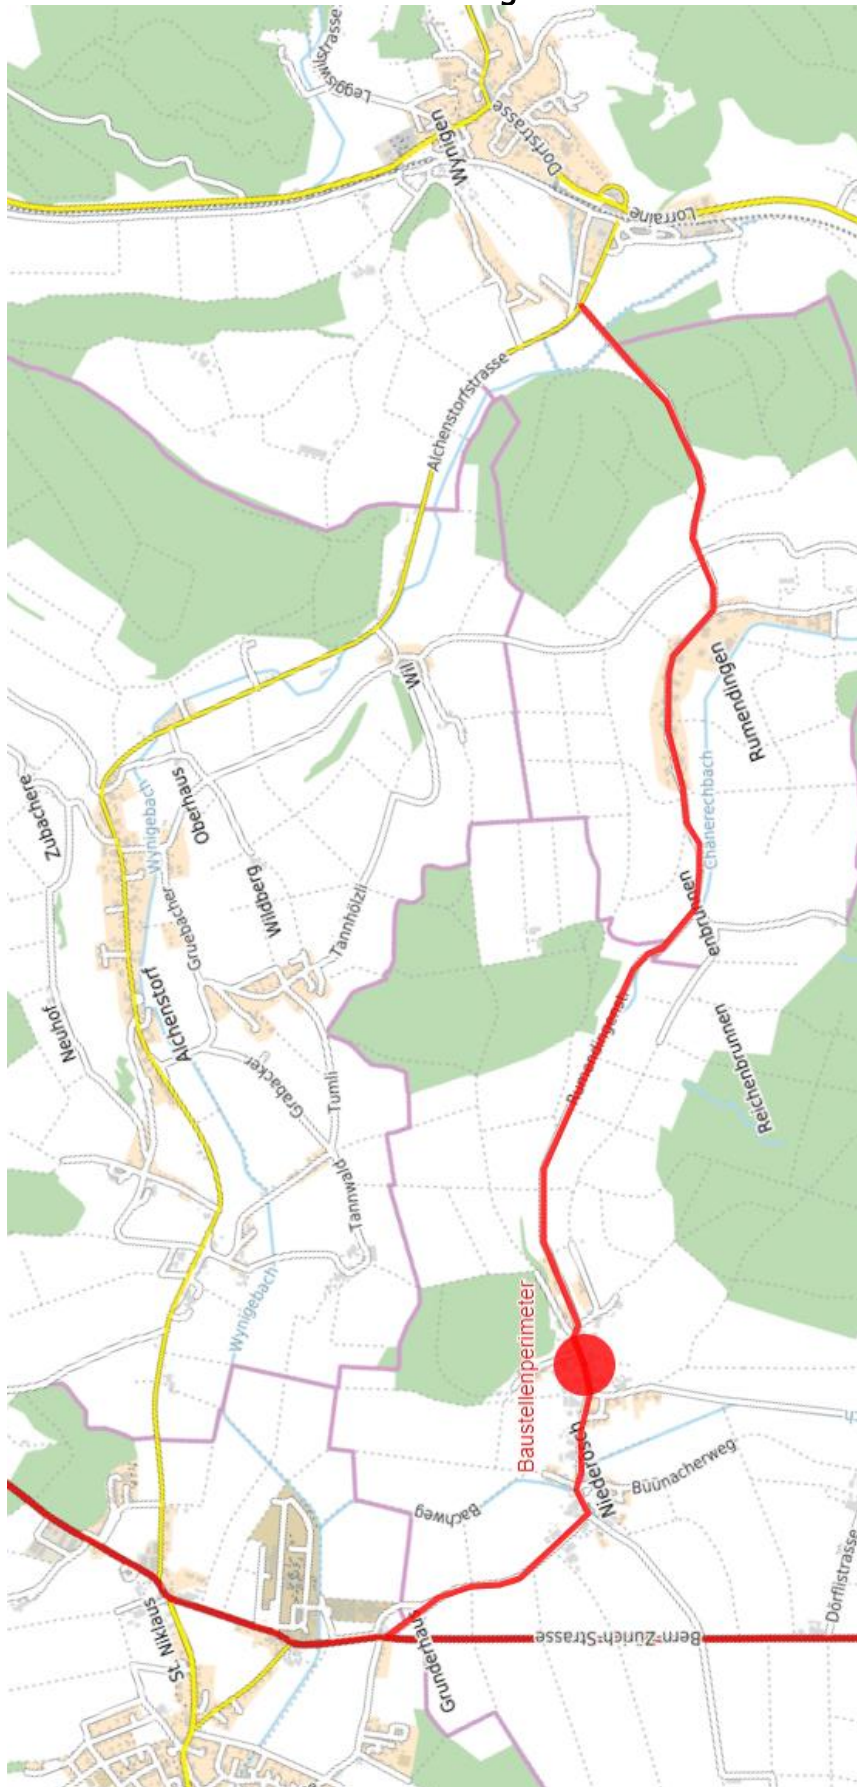 Leggiswilstrasse
Wynigen
Dorfstrasse
Lorraine
Alchenstorfstrasse
Wil
Rumendingen
Chänerechbach
Zubachere
Oberhaus
Wynigebach
Wildberg
Gruebacher
Tannhölzli
enbrunnen
Neuhof
Alchenstorf
Rumendingenst.
Reichenbrunnen
Grabacker
Tumli
Tannwald
Wynigebach
Baustellenperimeter
Niederösch
Büünacherweg
Bachweg
Dörflistrasse
St. Niklaus
Grunderhaus
Bern-Zürich-Strasse